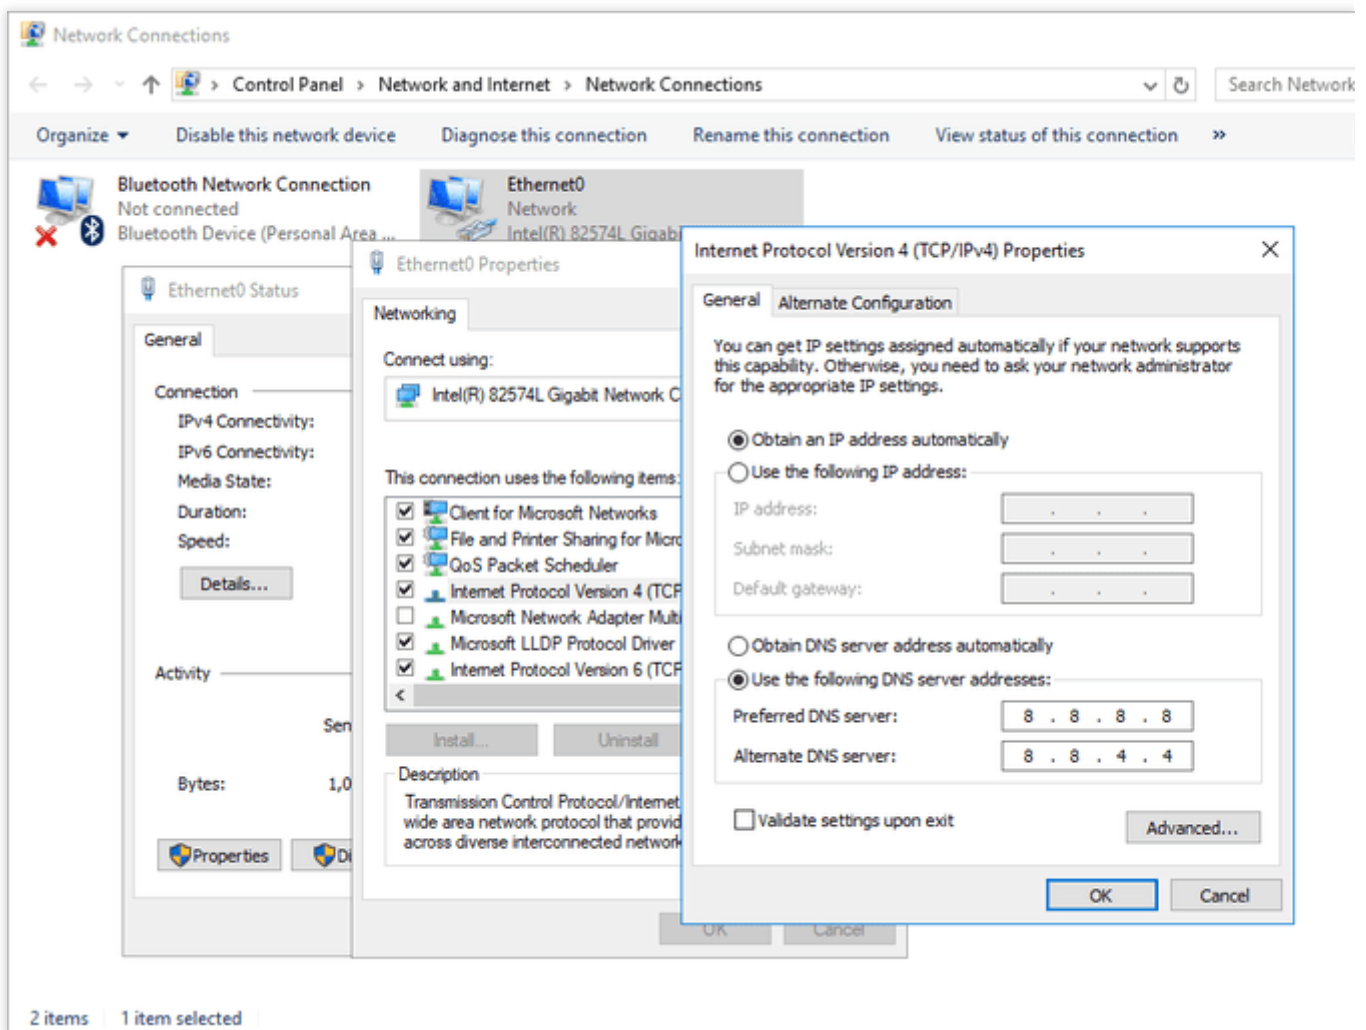 Network Connections
Control Panel > Network and Internet > Network Connections
Search Network
Organize
Disable this network device
Diagnose this connection
Rename this connection
View status of this connection
»
Bluetooth Network Connection
Not connected
Bluetooth Device (Personal Area ...
Ethernet0
Network
Intel(R) 82574L Gigab
Ethernet0 Status
General
Connection
IPv4 Connectivity:
IPv6 Connectivity:
Media State:
Duration:
Speed:
Details...
Activity
Sen
Bytes:
1,0
Properties
Di
Ethernet0 Properties
Networking
Connect using:
Intel(R) 82574L Gigabit Network C
This connection uses the following items:
Client for Microsoft Networks
File and Printer Sharing for Micro
QoS Packet Scheduler
Internet Protocol Version 4 (TCP
Microsoft Network Adapter Multi
Microsoft LLDP Protocol Driver
Internet Protocol Version 6 (TCP
Install...
Uninstall
Description
Transmission Control Protocol/Internet
wide area network protocol that provid
across diverse interconnected network
OK
Cancel
Internet Protocol Version 4 (TCP/IPv4) Properties
General
Alternate Configuration
You can get IP settings assigned automatically if your network supports
this capability. Otherwise, you need to ask your network administrator
for the appropriate IP settings.
Obtain an IP address automatically
Use the following IP address:
IP address:
. . .
Subnet mask:
. . .
Default gateway:
. . .
Obtain DNS server address automatically
Use the following DNS server addresses:
Preferred DNS server:
8 . 8 . 8 . 8
Alternate DNS server:
8 . 8 . 4 . 4
Validate settings upon exit
Advanced...
OK
Cancel
2 items
1 item selected